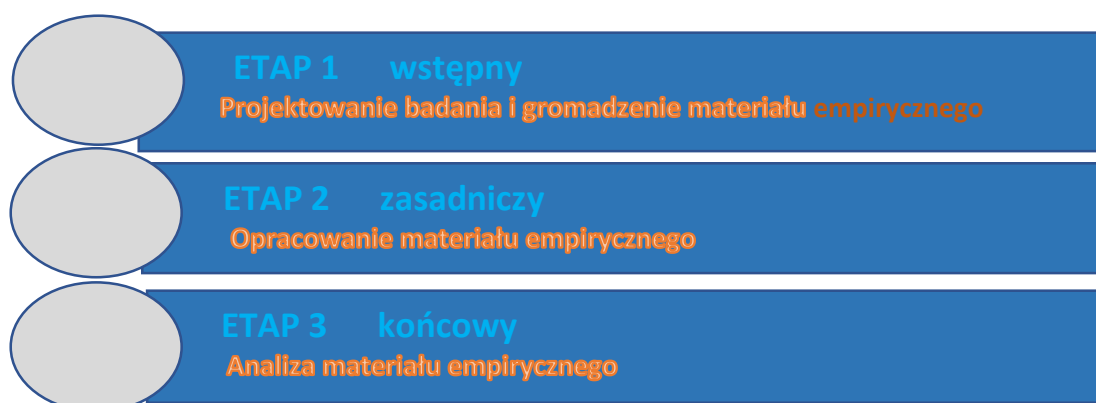 ETAP 1 wstępny
Projektowanie badania i gromadzenie materiału empirycznego
ETAP 2 zasadniczy
Opracowanie materiału empirycznego
ETAP 3 końcowy
Analiza materiału empirycznego